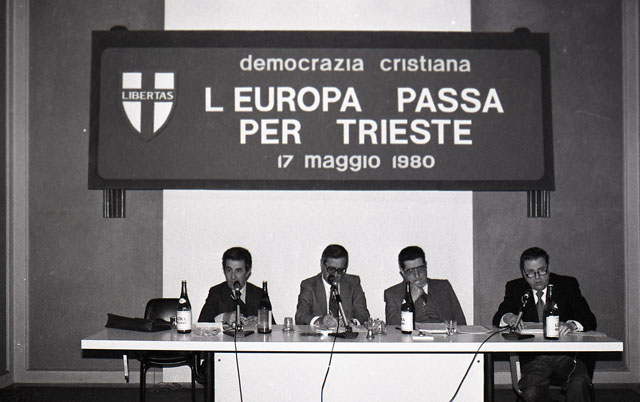 democrazia cristiana
LIBERTAS
L EUROPA PASSA
PER TRIESTE
17 maggio 1980